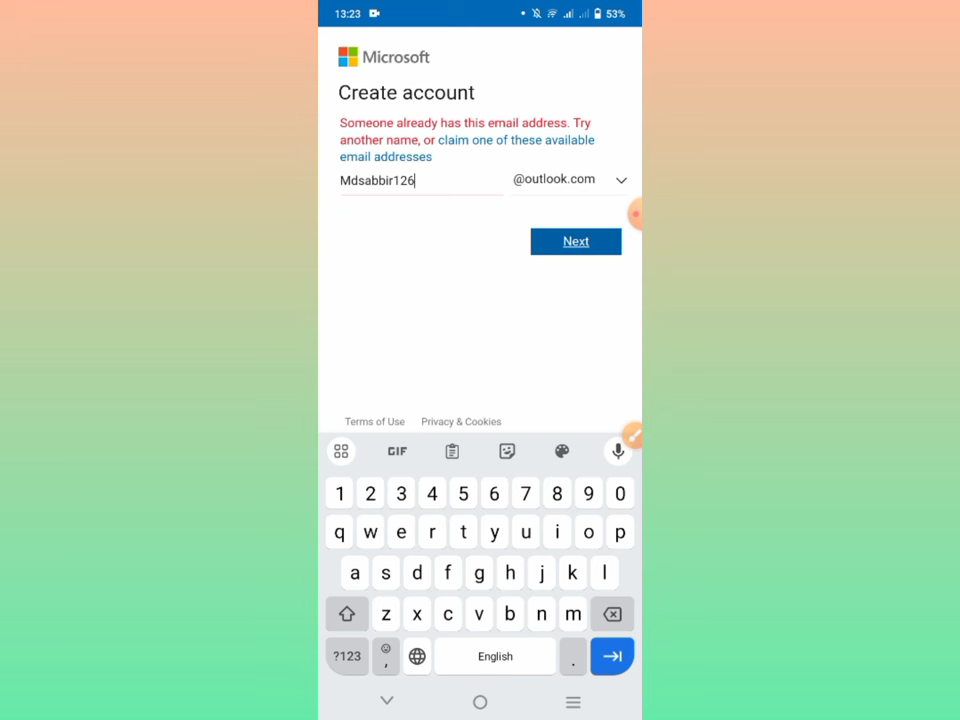 13:23 53%
Microsoft
Create account
Someone already has this email address. Try
another name, or claim one of these available
email addresses
Mdsabbir126 @outlook.com
Next
Terms of Use Privacy & Cookies
GIF
1 2 3 4 5 6 7 8 9 0
q w e r t y u i o p
a s d f g h j k l
z x c v b n m
?123 , English .